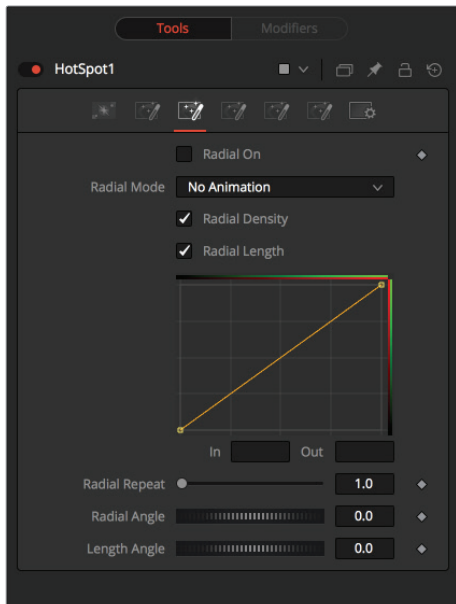 Tools Modifiers
HotSpot1
Radial On
Radial Mode No Animation
Radial Density
Radial Length
In Out
Radial Repeat 1.0
Radial Angle 0.0
Length Angle 0.0